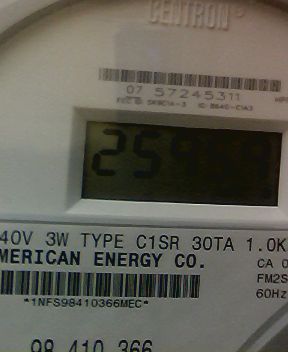 CENTRON®
07 57245311
25
40V 3W TYPE C1SR 30TA 1.0K
MERICAN ENERGY CO.
CA 0
FM2S
*1NFS98410366MEC*
60Hz
98 410 366